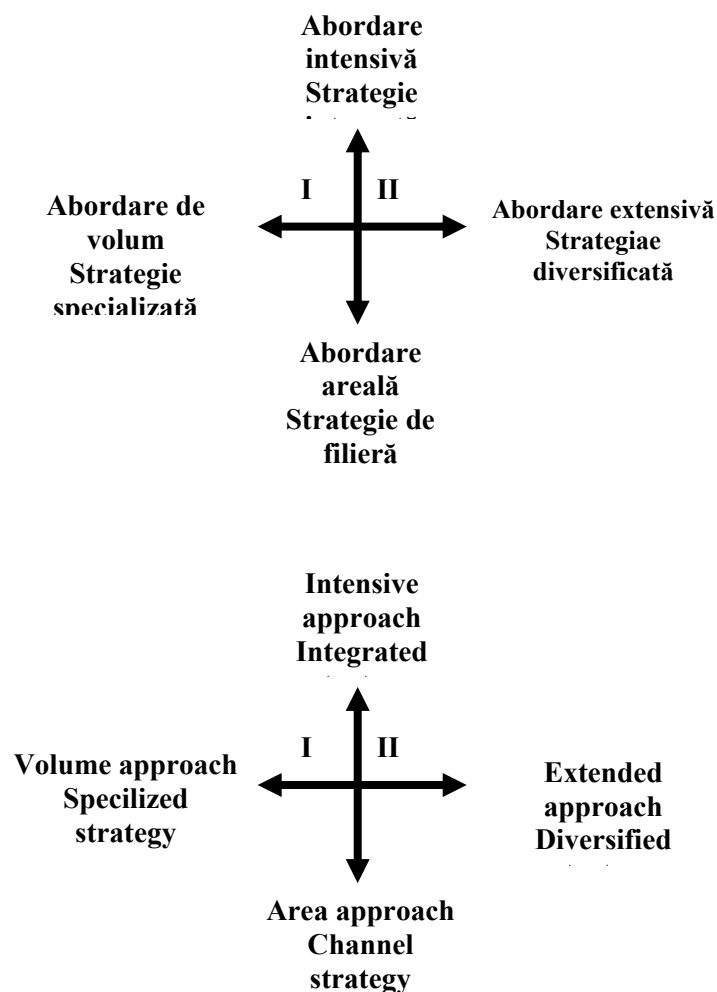 Abordare
intensivă
Strategie
I II
Abordare de
volum
Strategie
specializată
Abordare extensivă
Strategiae
diversificată
Abordare
areală
Strategie de
filieră
Intensive
approach
Integrated
I II
Volume approach
Specilized
strategy
Extended
approach
Diversified
Area approach
Channel
strategy